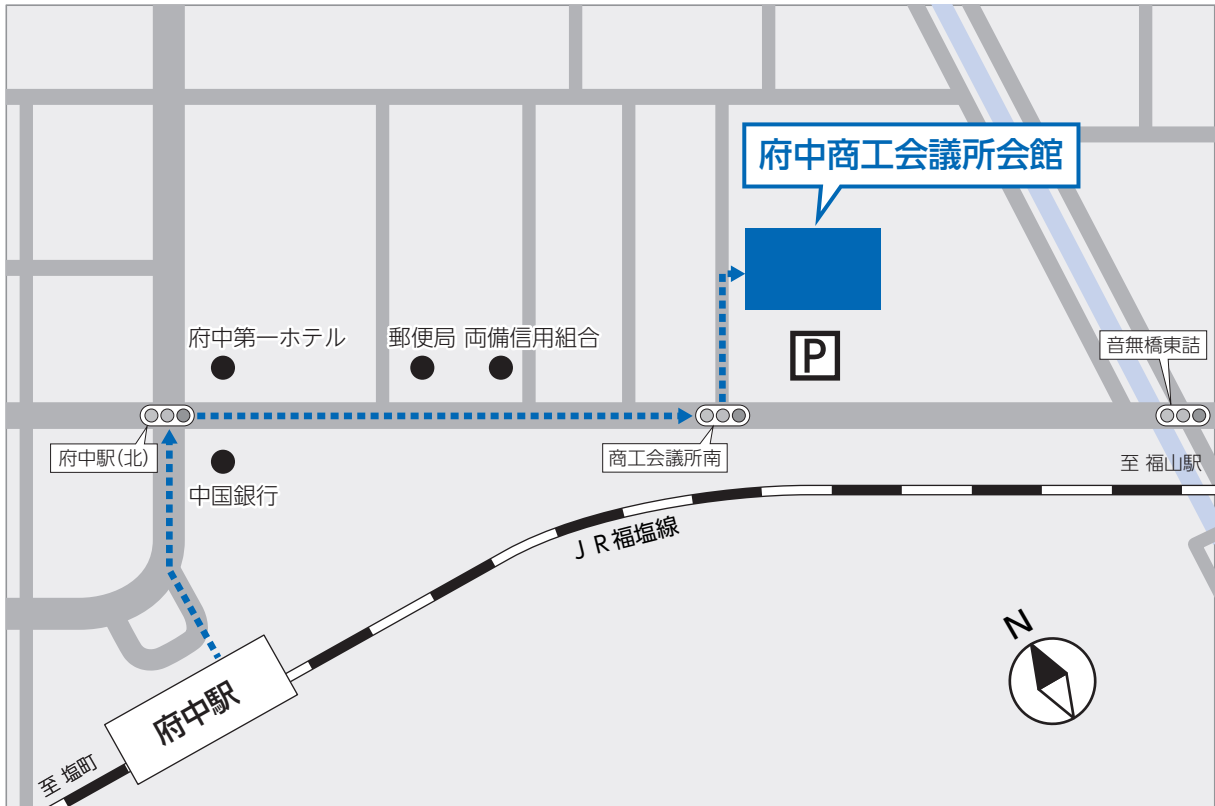 府中商工会議所会館
府中第一ホテル
郵便局
両備信用組合
P
音無橋東詰
府中駅(北)
商工会議所南
至 福山駅
中国銀行
ＪＲ福塩線
N
府中駅
至 塩町